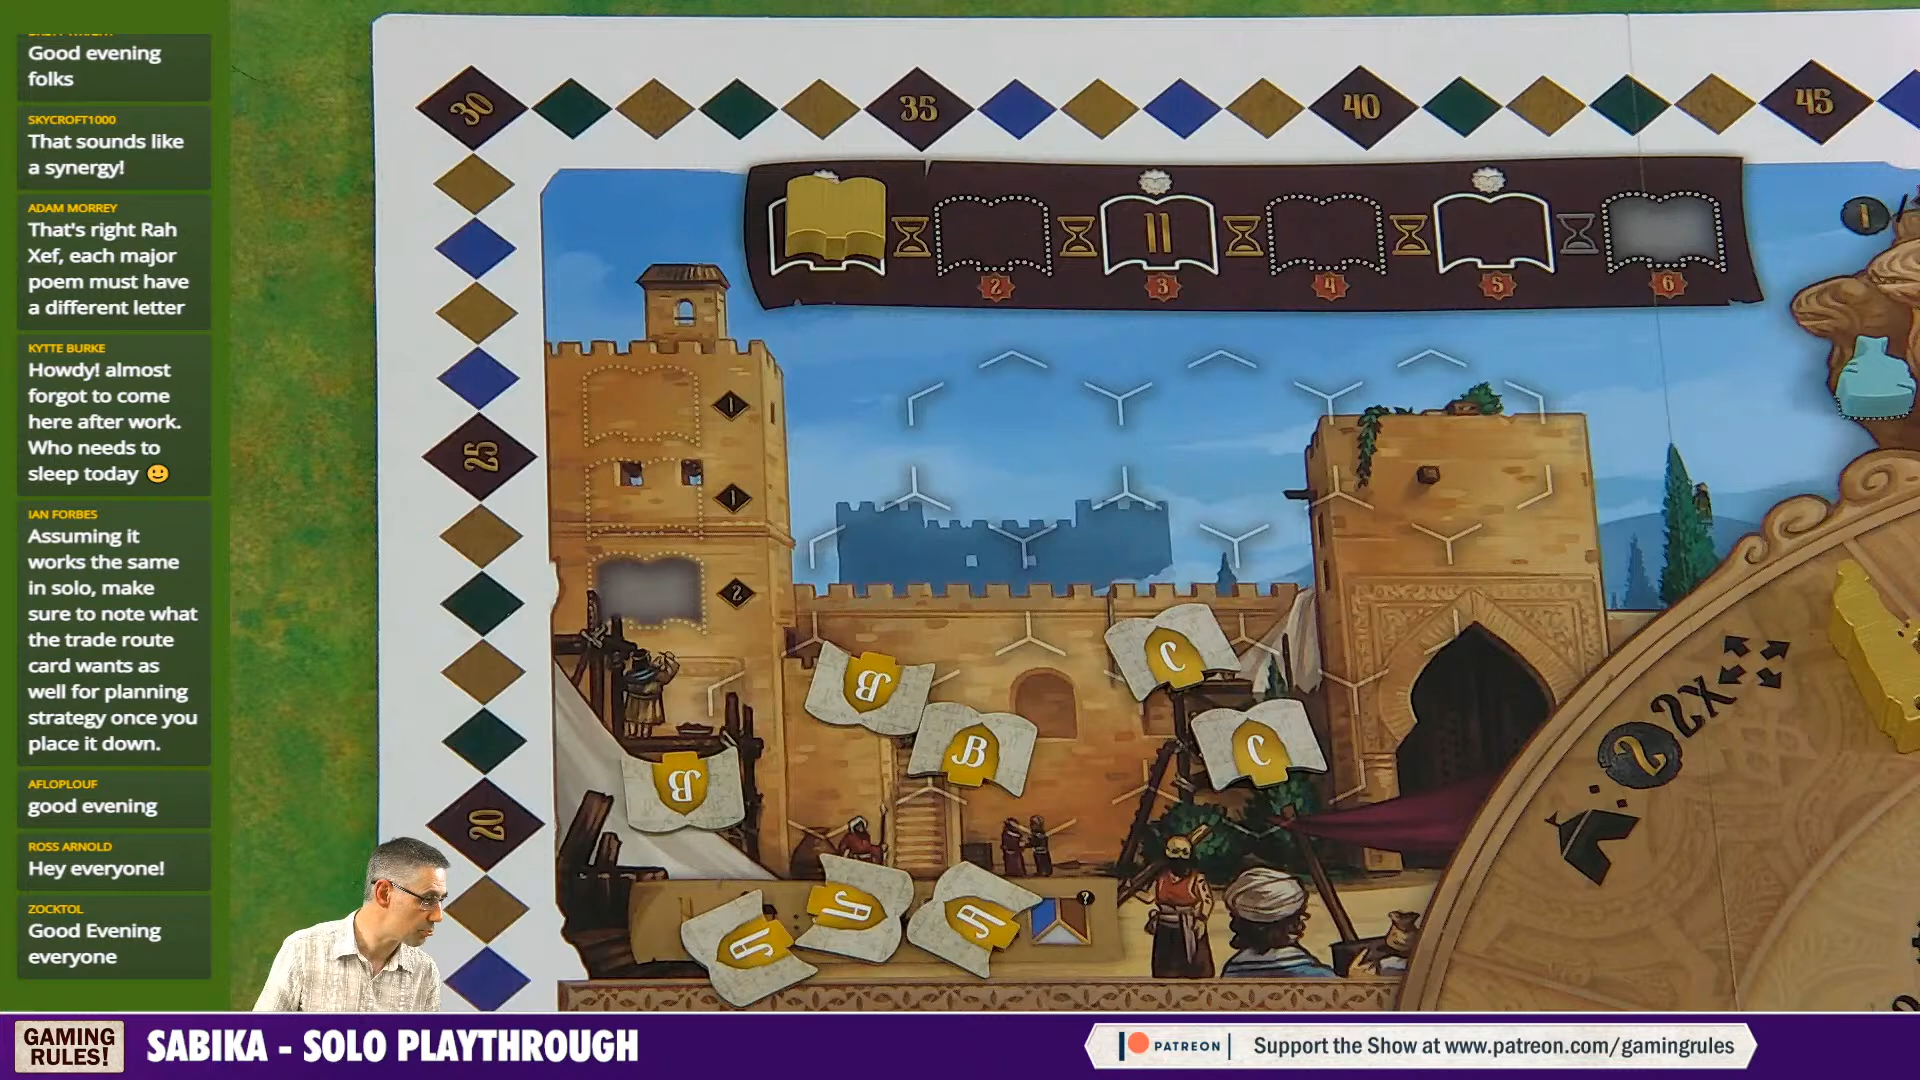 Good evening
folks
SKYCROFT1000
That sounds like
a synergy!
ADAM MORREY
That's right Rah
Xef, each major
poem must have
a different letter
KYTTE BURKE
Howdy! almost
forgot to come
here after work.
Who needs to
sleep today
IAN FORBES
Assuming it
works the same
in solo, make
sure to note what
the trade route
card wants as
well for planning
strategy once you
place it down.
AFLOPLOUF
good evening
ROSS ARNOLD
Hey everyone!
ZOCKTOL
Good Evening
everyone
30
35
40
45
25
20
II
2
3
4
5
6
1
1
1
2
B
B
B
C
C
A
A
A
?
2
2X
GAMING
RULES!
SABIKA - SOLO PLAYTHROUGH
PATREON
Support the Show at www.patreon.com/gamingrules